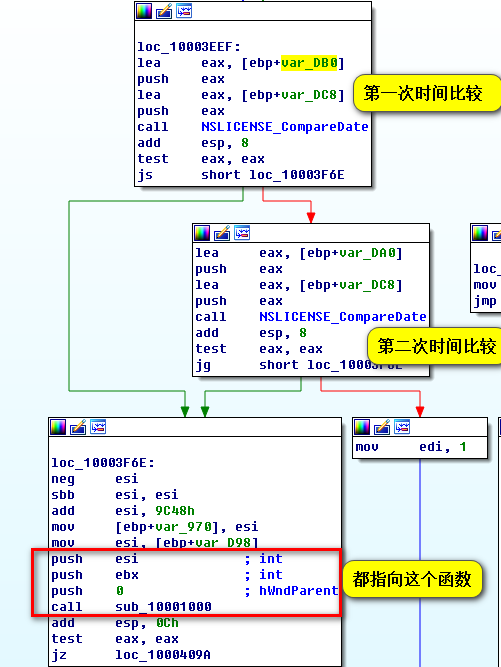 loc_10003EEF:
lea eax, [ebp+var_DB0]
push eax
lea eax, [ebp+var_DC8]
push eax
call NSLICENSE_CompareDate
add esp, 8
test eax, eax
js short loc_10003F6E
第一次时间比较
lea eax, [ebp+var_DA0]
push eax
lea eax, [ebp+var_DC8]
push eax
call NSLICENSE_CompareDate
add esp, 8
test eax, eax
jg short loc_10003F6E
第二次时间比较
loc_
mov
jmp
loc_10003F6E:
neg esi
sbb esi, esi
add esi, 9C48h
mov [ebp+var_970], esi
mov esi, [ebp+var_D98]
push esi ; int
push ebx ; int
push 0 ; hWndParent
call sub_10001000
add esp, 0Ch
test eax, eax
jz loc_1000409A
mov edi, 1
都指向这个函数